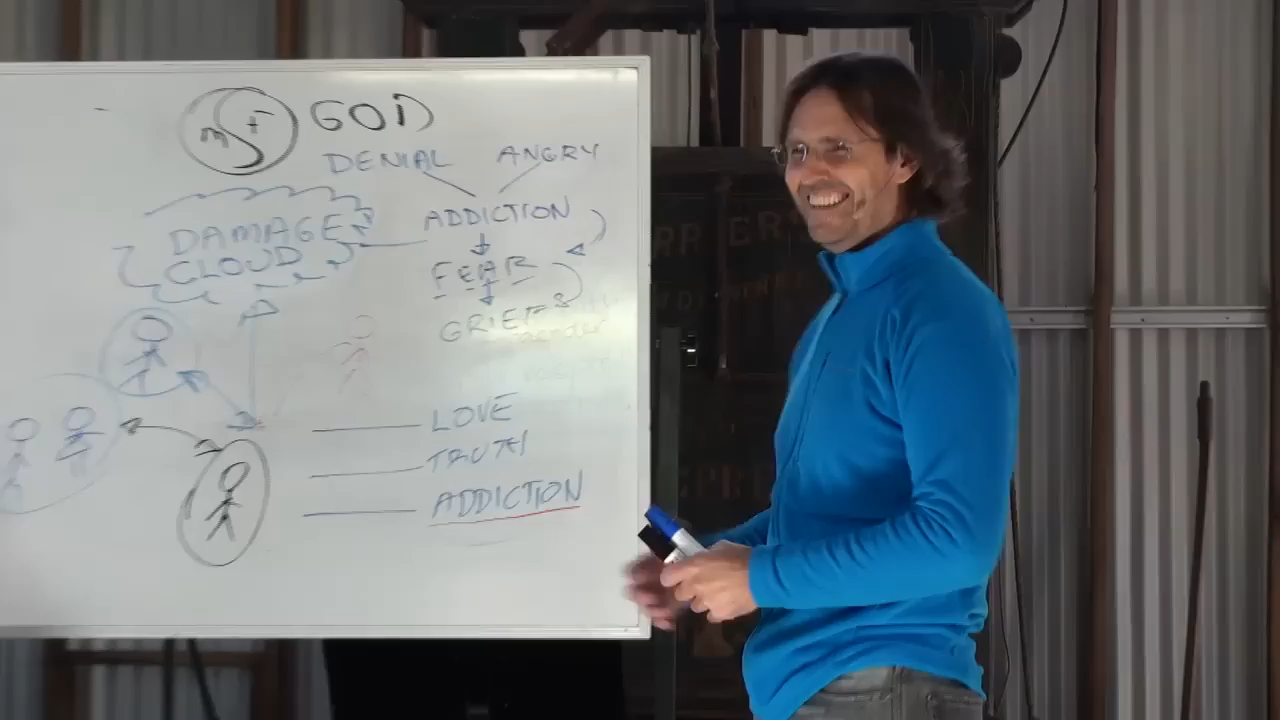 m f GOD
DENIAL ANGRY
ADDICTION
DAMAGE
CLOUD
FEAR
GRIEF
LOVE
TRUTH
ADDICTION